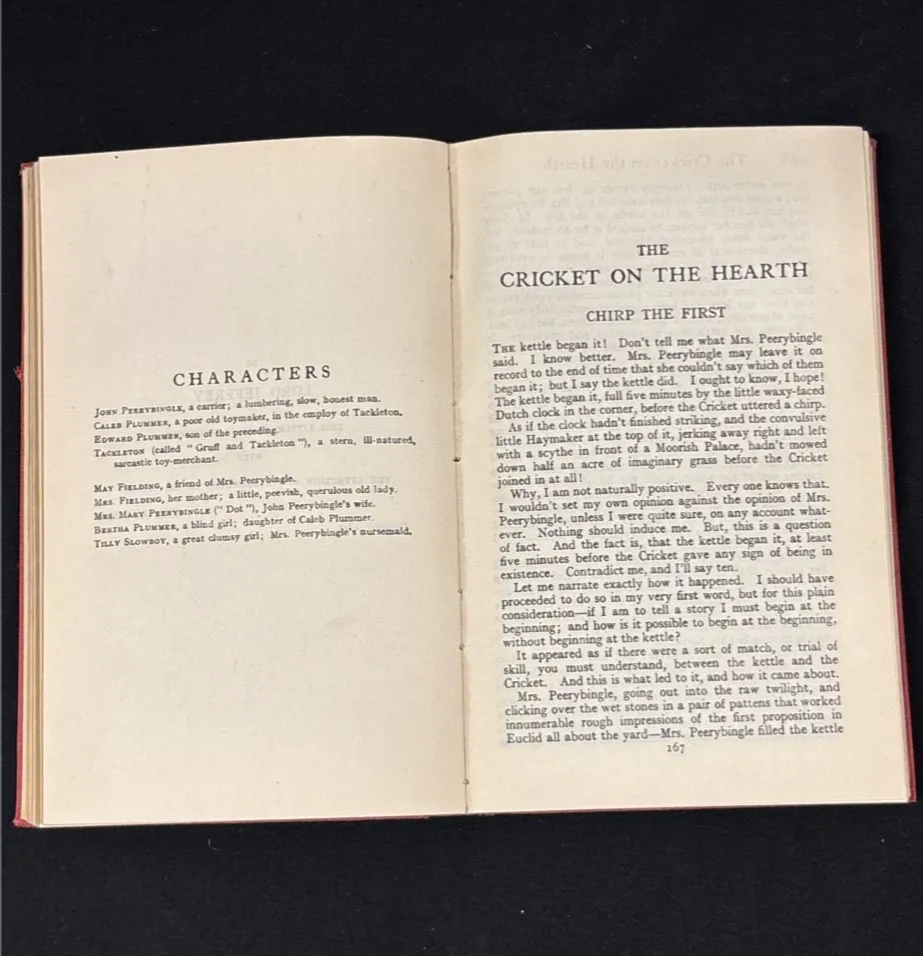 CHARACTERS
JOHN PEERYBINGLE, a carrier; a lumbering, slow, honest man.
CALEB PLUMMER, a poor old toymaker, in the employ of Tackleton.
EDWARD PLUMMER, son of the preceding.
TACKLETON (called "Gruff and Tackleton"), a stern, ill-natured,
sarcastic toy-merchant.
MAY FIELDING, a friend of Mrs. Peerybingle.
MRS. FIELDING, her mother; a little, peevish, querulous old lady.
MRS. MARY PEERYBINGLE ("Dot"), John Peerybingle's wife.
BERTHA PLUMMER, a blind girl; daughter of Caleb Plummer.
TILLY SLOWBOY, a great clumsy girl; Mrs. Peerybingle's nursemaid.
THE
CRICKET ON THE HEARTH
CHIRP THE FIRST
THE kettle began it! Don't tell me what Mrs. Peerybingle
said. I know better. Mrs. Peerybingle may leave it on
record to the end of time that she couldn't say which of them
began it; but I say the kettle did. I ought to know, I hope!
The kettle began it, full five minutes by the little waxy-faced
Dutch clock in the corner, before the Cricket uttered a chirp.
As if the clock hadn't finished striking, and the convulsive
little Haymaker at the top of it, jerking away right and left
with a scythe in front of a Moorish Palace, hadn't mowed
down half an acre of imaginary grass before the Cricket
joined in at all!
Why, I am not naturally positive. Every one knows that.
I wouldn't set my own opinion against the opinion of Mrs.
Peerybingle, unless I were quite sure, on any account what-
ever. Nothing should induce me. But, this is a question
of fact. And the fact is, that the kettle began it, at least
five minutes before the Cricket gave any sign of being in
existence. Contradict me, and I'll say ten.
Let me narrate exactly how it happened. I should have
proceeded to do so in my very first word, but for this plain
consideration—if I am to tell a story I must begin at the
beginning; and how is it possible to begin at the beginning,
without beginning at the kettle?
It appeared as if there were a sort of match, or trial of
skill, you must understand, between the kettle and the
Cricket. And this is what led to it, and how it came about.
Mrs. Peerybingle, going out into the raw twilight, and
clicking over the wet stones in a pair of pattens that worked
innumerable rough impressions of the first proposition in
Euclid all about the yard—Mrs. Peerybingle filled the kettle
167